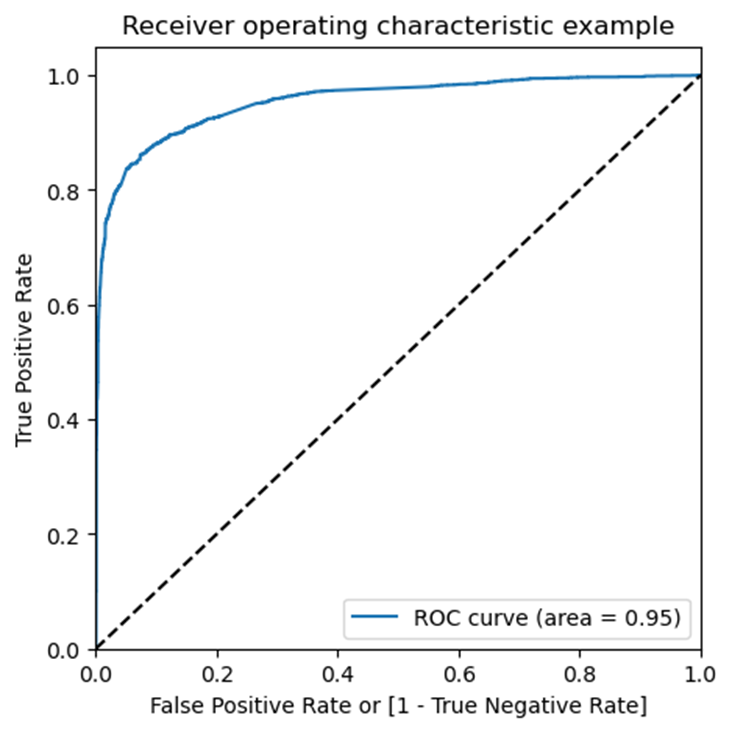 Receiver operating characteristic example
1.0
0.8
0.6
0.4
0.2
0.0
True Positive Rate
ROC curve (area = 0.95)
0.0 0.2 0.4 0.6 0.8 1.0
False Positive Rate or [1 - True Negative Rate]